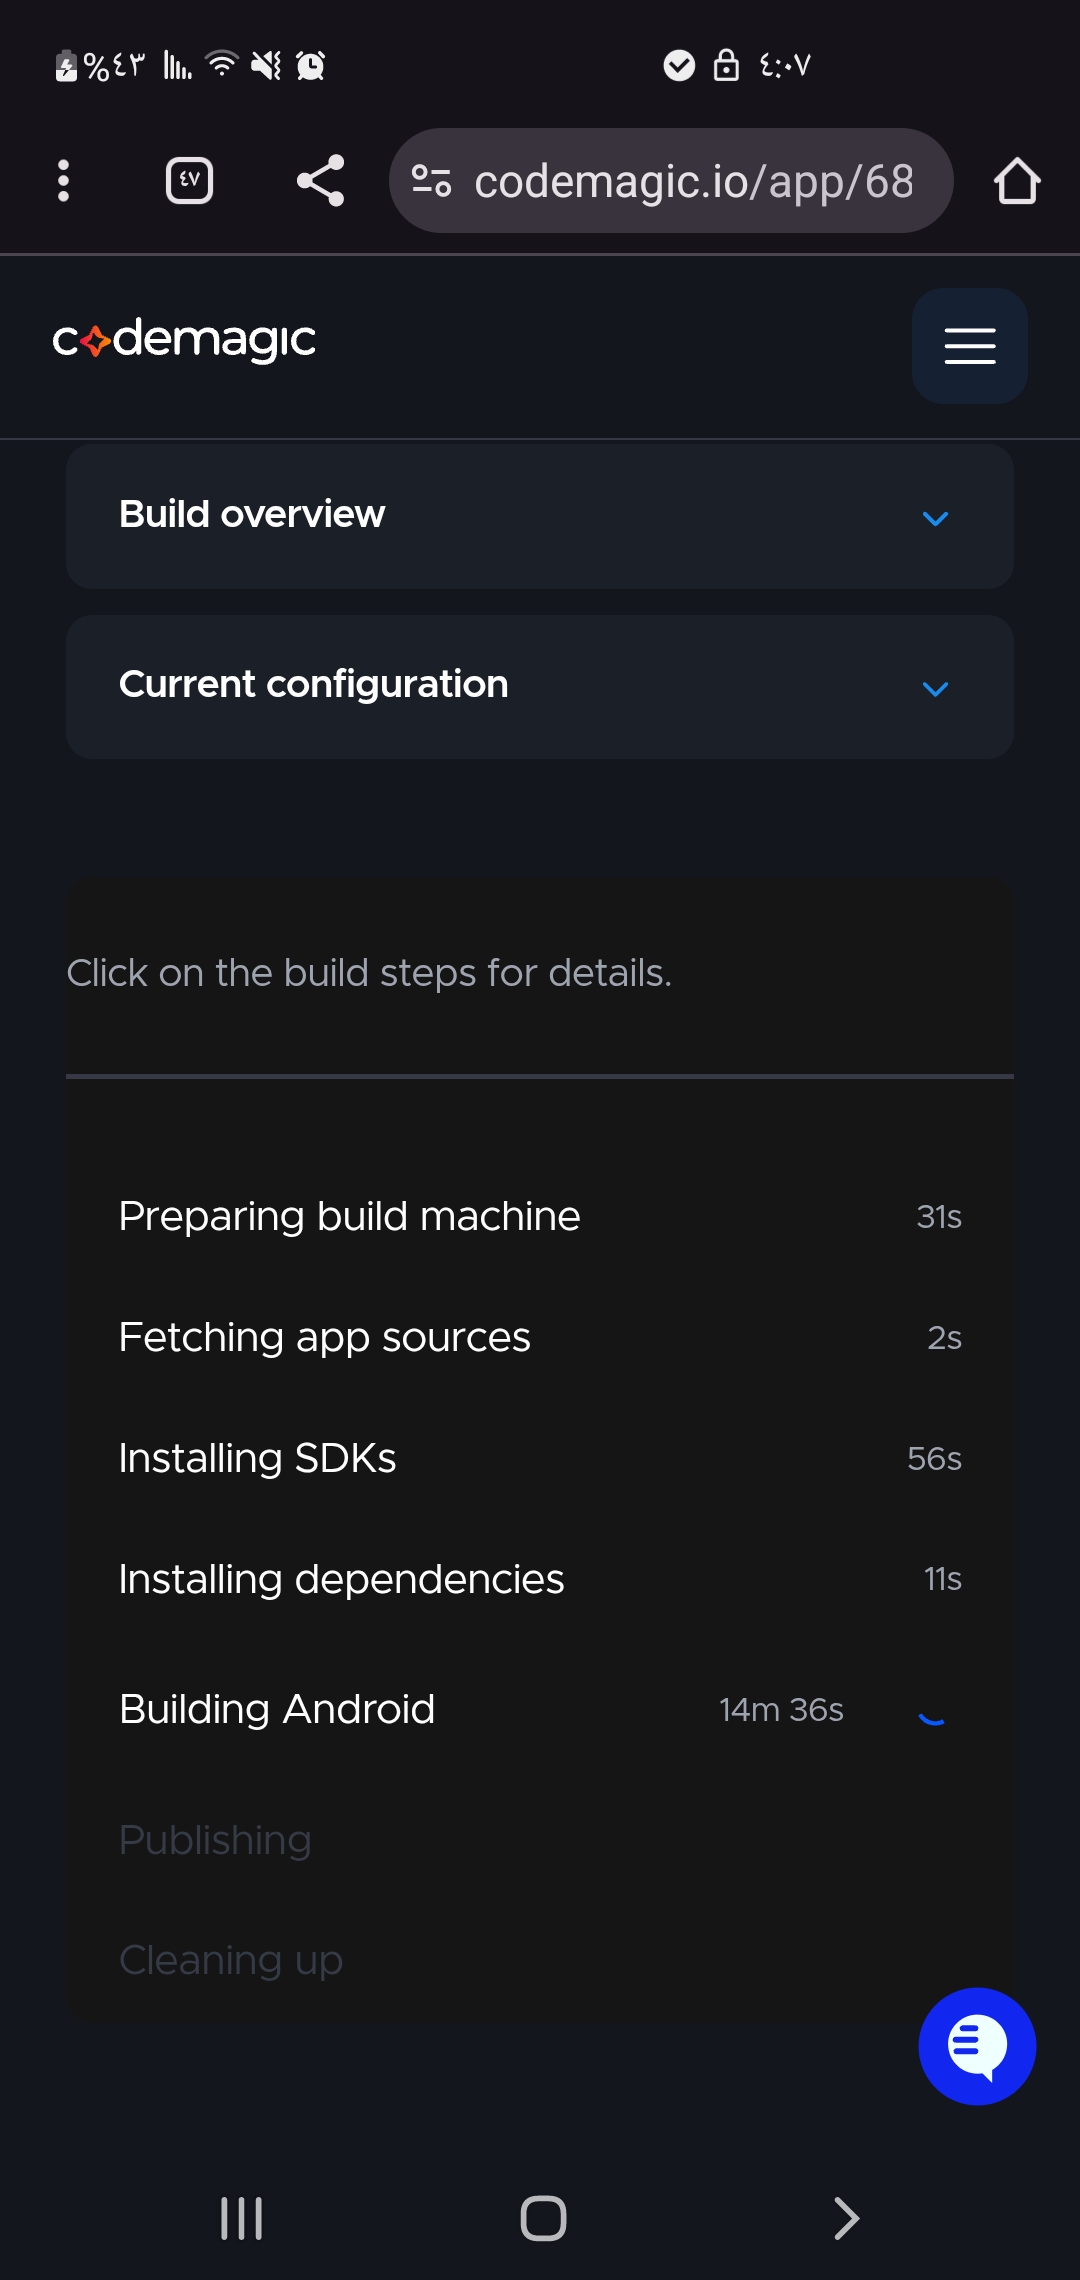 %٤٣
٤:٠٧
٤٧
codemagic.io/app/68
codemagic
Build overview
Current configuration
Click on the build steps for details.
Preparing build machine 31s
Fetching app sources 2s
Installing SDKs 56s
Installing dependencies 11s
Building Android 14m 36s
Publishing
Cleaning up